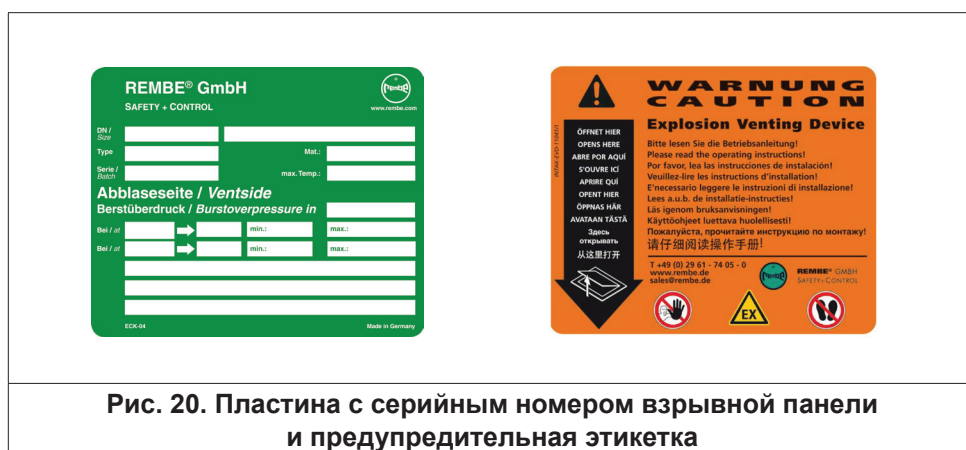 REMBE® GmbH
SAFETY + CONTROL
Rembe
www.rembe.com
DN /
Size
Type
Mat.:
Serie /
Batch
max. Temp.:
Abblaseseite / Ventside
Berstüberdruck / Burstoverpressure in
Bei / at
min.:
max.:
Bei / at
min.:
max.:
ECK-04
Made in Germany
WARNUNG
CAUTION
Explosion Venting Device
ÖFFNET HIER
OPENS HERE
ABRE POR AQUÍ
S'OUVRE ICÍ
APRIRE QUÍ
OPENT HIER
ÖPPNAS HÄR
AVATAAN TÄSTÄ
Здесь
открывать
从这里打开
Bitte lesen Sie die Betriebsanleitung!
Please read the operating instructions!
Por favor, lea las instrucciones de instalación!
Veuillez-lire les instructions d'installation!
E'necessario leggere le instruzioni di installazione!
Lees a.u.b. de installatie-instructies!
Läs igenom bruksanvisningen!
Käyttöohjeet luettava huolellisesti!
Пожалуйста, прочитайте инструкцию по монтажу!
请仔细阅读操作手册!
T +49 (0) 29 61 - 74 05 - 0
www.rembe.de
sales@rembe.de
Rembe
REMBE® GMBH
SAFETY+CONTROL
EX
Рис. 20. Пластина с серийным номером взрывной панели
и предупредительная этикетка